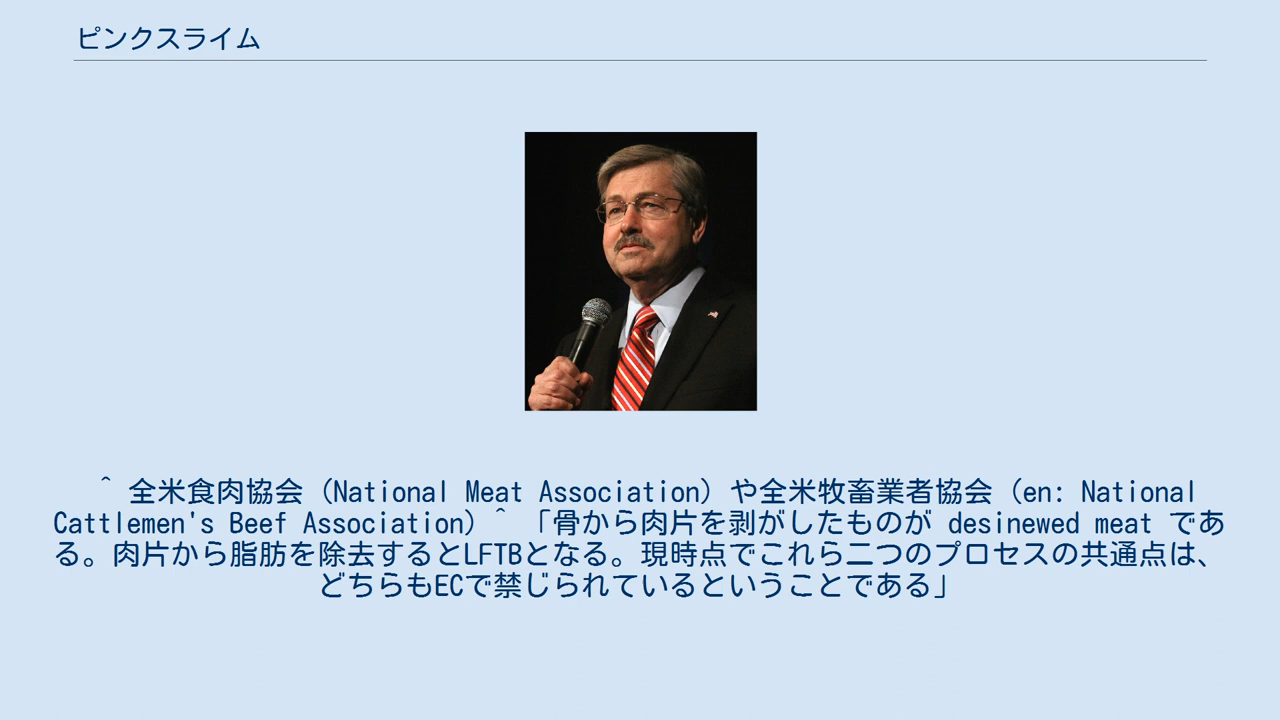 ピンクスライム
^ 全米食肉協会（National Meat Association）や全米牧畜業者協会（en: National
Cattlemen's Beef Association）^ 「骨から肉片を剥がしたものが desinewed meat であ
る。肉片から脂肪を除去するとLFTBとなる。現時点でこれら二つのプロセスの共通点は、
どちらもECで禁じられているということである」